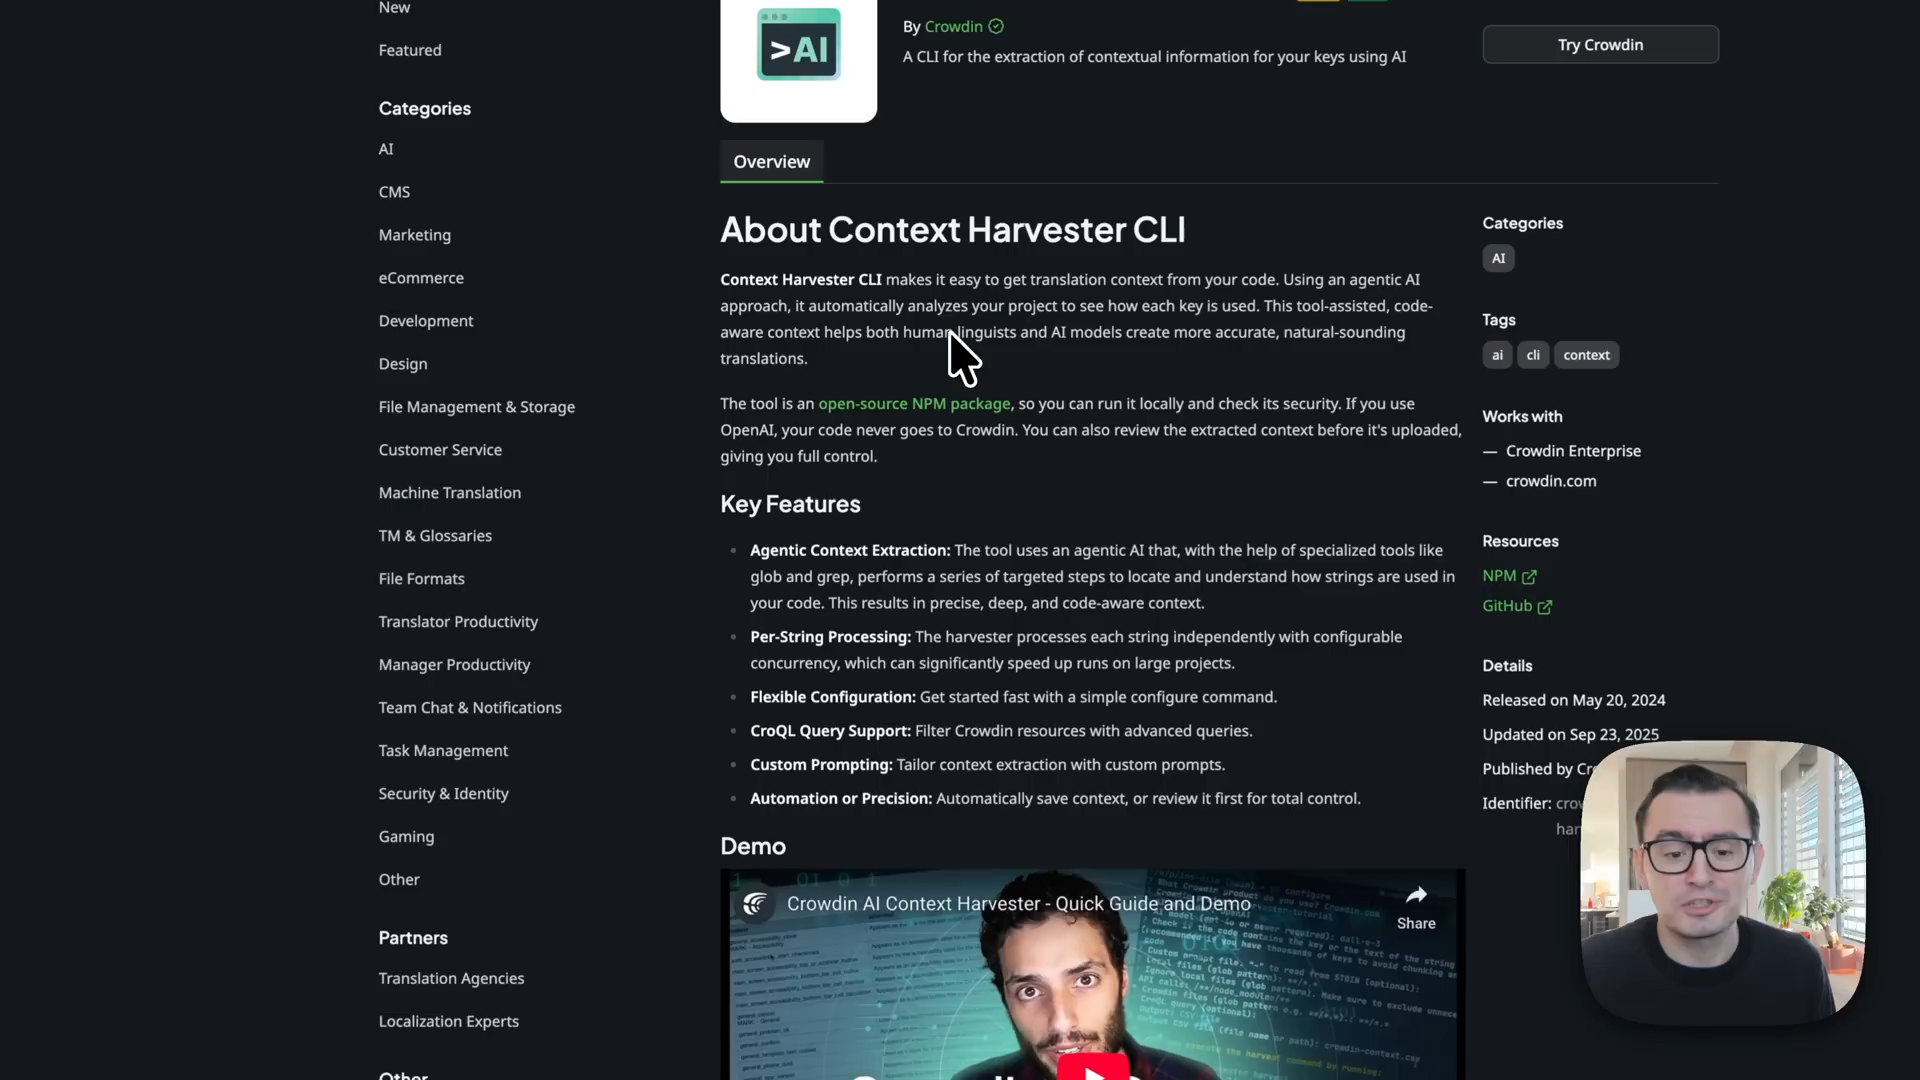 New
Featured
Categories
AI
CMS
Marketing
eCommerce
Development
Design
File Management & Storage
Customer Service
Machine Translation
TM & Glossaries
File Formats
Translator Productivity
Manager Productivity
Team Chat & Notifications
Task Management
Security & Identity
Gaming
Other
Partners
Translation Agencies
Localization Experts
Other
>AI
By Crowdin
A CLI for the extraction of contextual information for your keys using AI
Try Crowdin
Overview
About Context Harvester CLI
Context Harvester CLI makes it easy to get translation context from your code. Using an agentic AI
approach, it automatically analyzes your project to see how each key is used. This tool-assisted, code-
aware context helps both human linguists and AI models create more accurate, natural-sounding
translations.
The tool is an open-source NPM package, so you can run it locally and check its security. If you use
OpenAI, your code never goes to Crowdin. You can also review the extracted context before it's uploaded,
giving you full control.
Key Features
Agentic Context Extraction: The tool uses an agentic AI that, with the help of specialized tools like
glob and grep, performs a series of targeted steps to locate and understand how strings are used in
your code. This results in precise, deep, and code-aware context.
Per-String Processing: The harvester processes each string independently with configurable
concurrency, which can significantly speed up runs on large projects.
Flexible Configuration: Get started fast with a simple configure command.
CroQL Query Support: Filter Crowdin resources with advanced queries.
Custom Prompting: Tailor context extraction with custom prompts.
Automation or Precision: Automatically save context, or review it first for total control.
Demo
Crowdin AI Context Harvester - Quick Guide and Demo
Share
Categories
AI
Tags
ai
cli
context
Works with
— Crowdin Enterprise
— crowdin.com
Resources
NPM
GitHub
Details
Released on May 20, 2024
Updated on Sep 23, 2025
Published by Cr
Identifier: crow
har